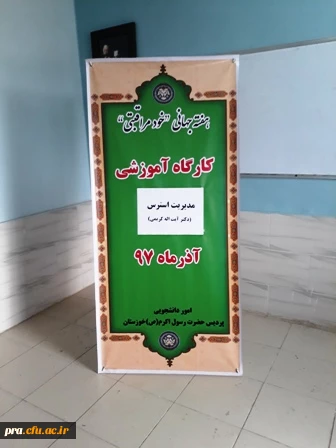 هفته جهانی "خود مراقبتی"
کارگاه آموزشی
مدیریت استرس
(دکتر آیت اله کریمی)
آذرماه ۹۷
امور دانشجویی
پردیس حضرت رسول اکرم(ص)خوزستان
pra.cfu.ac.ir